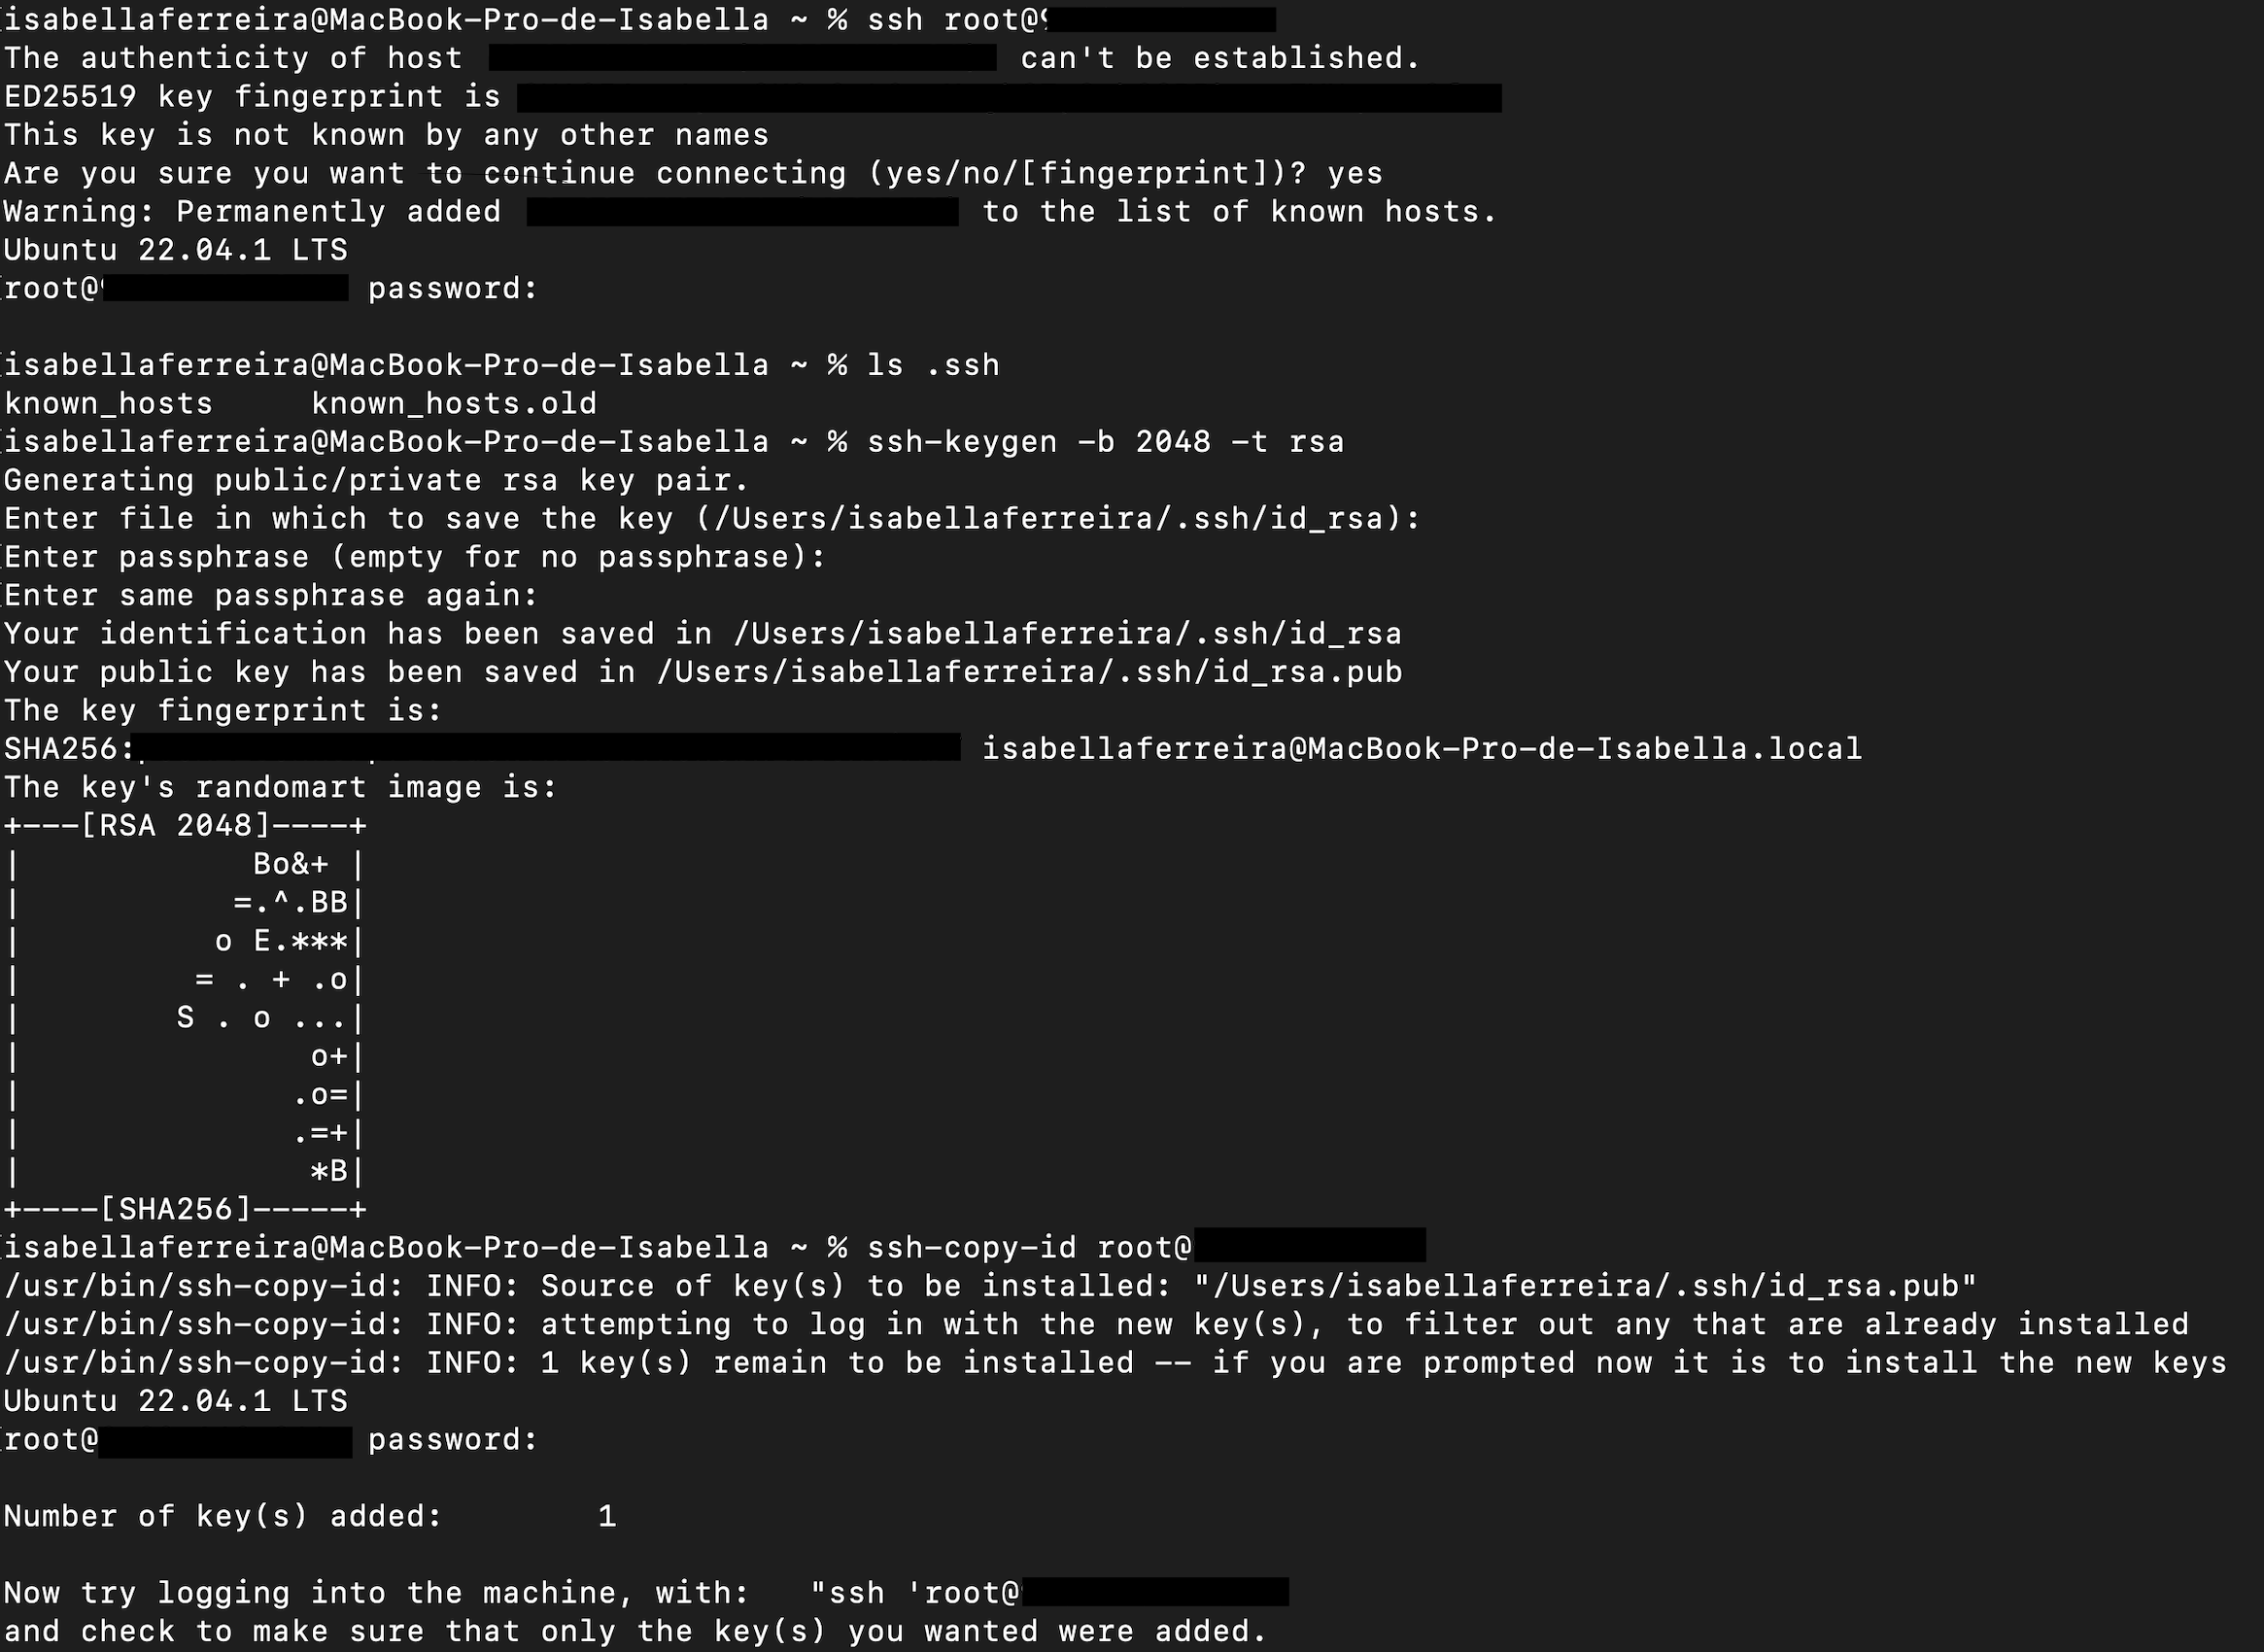 isabellaferreira@MacBook-Pro-de-Isabella ~ % ssh root@
The authenticity of host can't be established.
ED25519 key fingerprint is
This key is not known by any other names
Are you sure you want to continue connecting (yes/no/[fingerprint])? yes
Warning: Permanently added to the list of known hosts.
Ubuntu 22.04.1 LTS
root@ password:
isabellaferreira@MacBook-Pro-de-Isabella ~ % ls .ssh
known_hosts     known_hosts.old
isabellaferreira@MacBook-Pro-de-Isabella ~ % ssh-keygen -b 2048 -t rsa
Generating public/private rsa key pair.
Enter file in which to save the key (/Users/isabellaferreira/.ssh/id_rsa):
Enter passphrase (empty for no passphrase):
Enter same passphrase again:
Your identification has been saved in /Users/isabellaferreira/.ssh/id_rsa
Your public key has been saved in /Users/isabellaferreira/.ssh/id_rsa.pub
The key fingerprint is:
SHA256: isabellaferreira@MacBook-Pro-de-Isabella.local
The key's randomart image is:
+---[RSA 2048]----+
|            Bo&+ |
|           =.^.BB|
|          o E.***|
|         = . + .o|
|        S . o ...|
|               o+|
|              .o=|
|              .=+|
|               *B|
+----[SHA256]-----+
isabellaferreira@MacBook-Pro-de-Isabella ~ % ssh-copy-id root@
/usr/bin/ssh-copy-id: INFO: Source of key(s) to be installed: "/Users/isabellaferreira/.ssh/id_rsa.pub"
/usr/bin/ssh-copy-id: INFO: attempting to log in with the new key(s), to filter out any that are already installed
/usr/bin/ssh-copy-id: INFO: 1 key(s) remain to be installed -- if you are prompted now it is to install the new keys
Ubuntu 22.04.1 LTS
root@ password:
Number of key(s) added:        1
Now try logging into the machine, with:   "ssh 'root@
and check to make sure that only the key(s) you wanted were added.